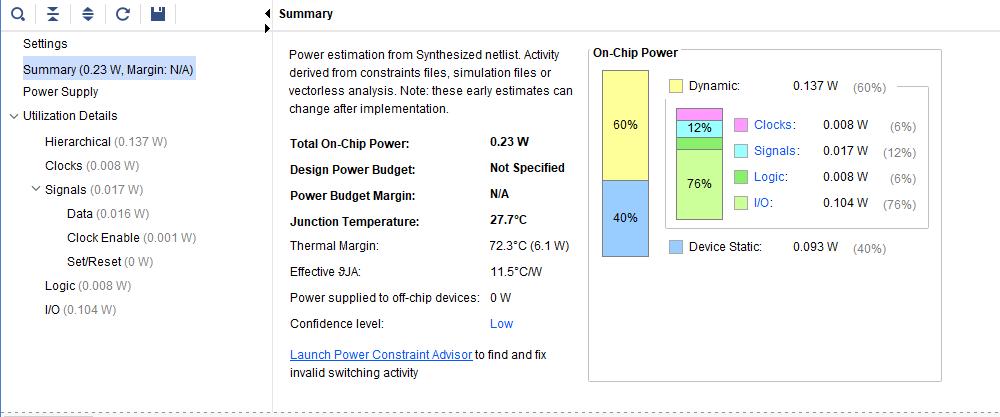 Summary
Settings
Summary (0.23 W, Margin: N/A)
Power Supply
Utilization Details
Hierarchical (0.137 W)
Clocks (0.008 W)
Signals (0.017 W)
Data (0.016 W)
Clock Enable (0.001 W)
Set/Reset (0 W)
Logic (0.008 W)
I/O (0.104 W)
Power estimation from Synthesized netlist. Activity
derived from constraints files, simulation files or
vectorless analysis. Note: these early estimates can
change after implementation.
Total On-Chip Power: 0.23 W
Design Power Budget: Not Specified
Power Budget Margin: N/A
Junction Temperature: 27.7°C
Thermal Margin: 72.3°C (6.1 W)
Effective ϑJA: 11.5°C/W
Power supplied to off-chip devices: 0 W
Confidence level: Low
Launch Power Constraint Advisor to find and fix
invalid switching activity
On-Chip Power
60%
40%
Dynamic: 0.137 W (60%)
12%
76%
Clocks: 0.008 W (6%)
Signals: 0.017 W (12%)
Logic: 0.008 W (6%)
I/O: 0.104 W (76%)
Device Static: 0.093 W (40%)